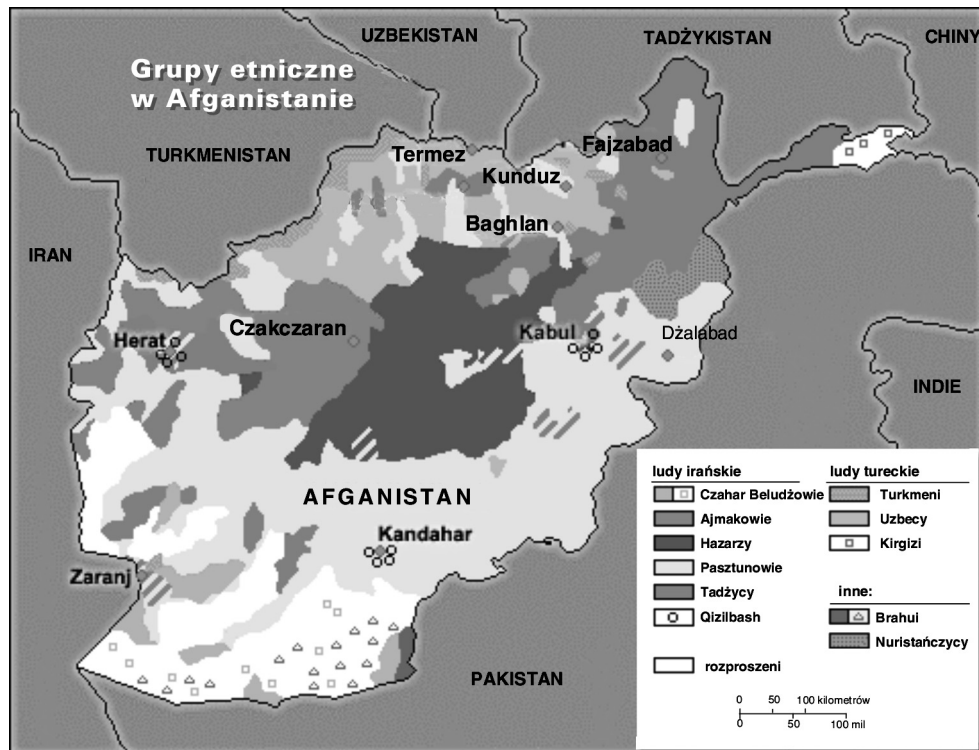 UZBEKISTAN
TADŻYKISTAN
CHINY
Grupy etniczne
w Afganistanie
TURKMENISTAN
Termez
Fajzabad
Kunduz
Baghlan
IRAN
Herat
Czakczaran
Kabul
Dżalabad
INDIE
AFGANISTAN
Kandahar
Zaranj
PAKISTAN
ludy irańskie
Czahar Beludżowie
Ajmakowie
Hazarzy
Pasztunowie
Tadżycy
Qizilbash
rozproszeni
ludy tureckie
Turkmeni
Uzbecy
Kirgizi
inne:
Brahui
Nuristańczycy
0 50 100 kilometrów
0 50 100 mil